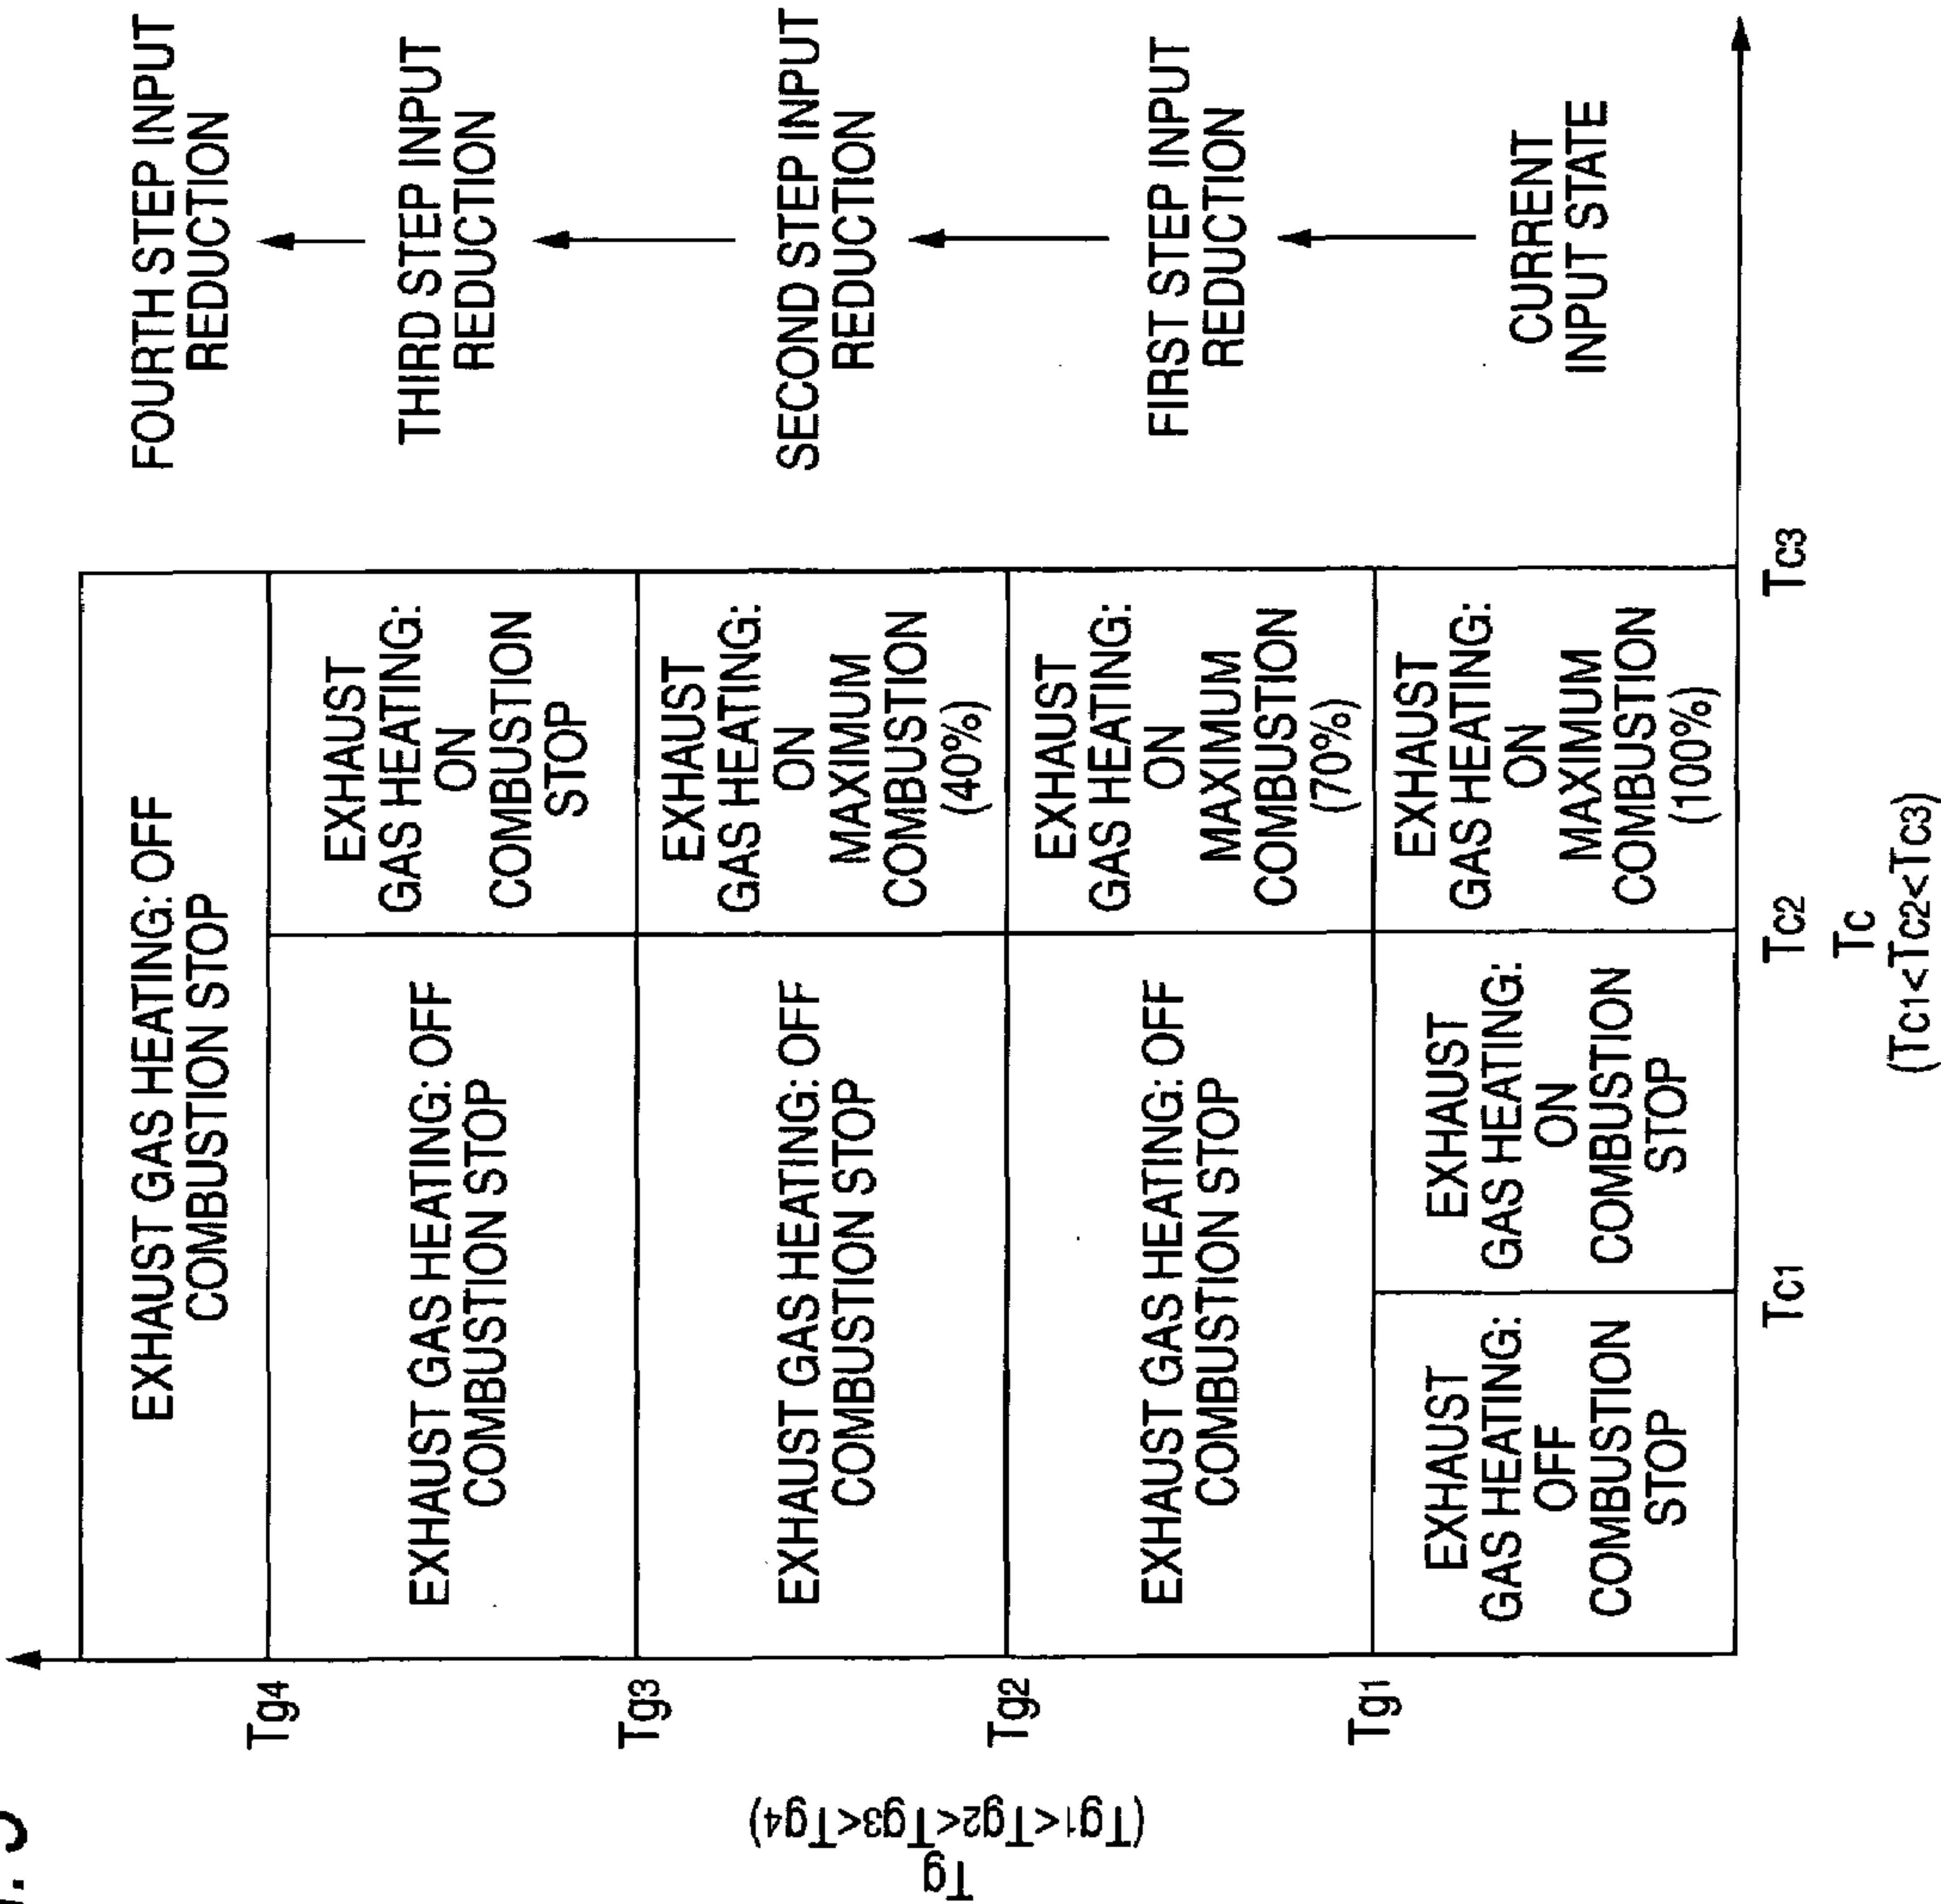 EXHAUST GAS HEATING: OFF
COMBUSTION STOP
FOURTH STEP INPUT
REDUCTION
Tg4
EXHAUST GAS HEATING: OFF
COMBUSTION STOP
EXHAUST
GAS HEATING:
ON
COMBUSTION
STOP
THIRD STEP INPUT
REDUCTION
Tg3
EXHAUST GAS HEATING: OFF
COMBUSTION STOP
EXHAUST
GAS HEATING:
ON
MAXIMUM
COMBUSTION
(40%)
SECOND STEP INPUT
REDUCTION
Tg
(Tg1<Tg2<Tg3<Tg4)
Tg2
EXHAUST GAS HEATING: OFF
COMBUSTION STOP
EXHAUST
GAS HEATING:
ON
MAXIMUM
COMBUSTION
(70%)
FIRST STEP INPUT
REDUCTION
Tg1
EXHAUST
GAS HEATING:
OFF
COMBUSTION
STOP
EXHAUST
GAS HEATING:
ON
COMBUSTION
STOP
EXHAUST
GAS HEATING:
ON
MAXIMUM
COMBUSTION
(100%)
CURRENT
INPUT STATE
Tc1
Tc2
Tc3
Tc
(Tc1<Tc2<Tc3)